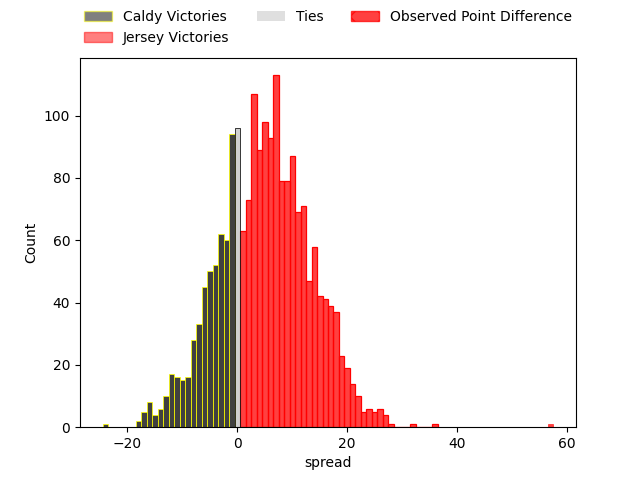 Caldy Victories
Ties
Observed Point Difference
Jersey Victories
Count
100
80
60
40
20
0
−20
0
20
40
60
spread